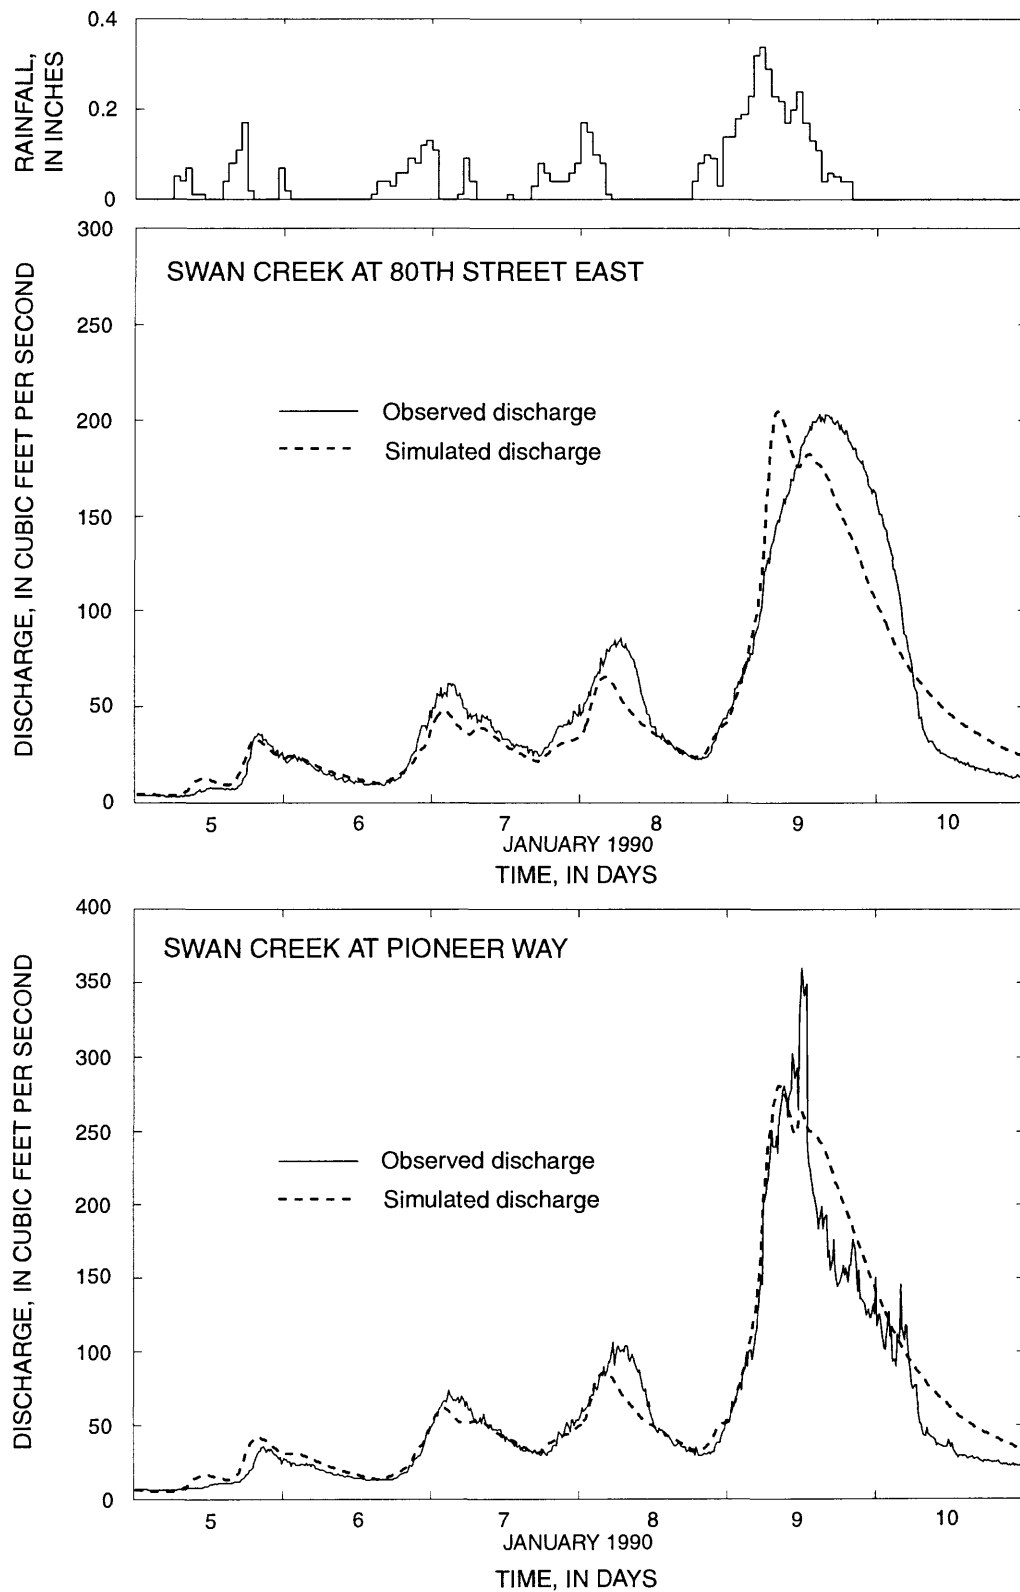 RAINFALL,
IN INCHES
0.4
0.2
0
DISCHARGE, IN CUBIC FEET PER SECOND
300
250
200
150
100
50
0
SWAN CREEK AT 80TH STREET EAST
Observed discharge
Simulated discharge
5 6 7 8 9 10
JANUARY 1990
TIME, IN DAYS
DISCHARGE, IN CUBIC FEET PER SECOND
400
350
300
250
200
150
100
50
0
SWAN CREEK AT PIONEER WAY
Observed discharge
Simulated discharge
5 6 7 8 9 10
JANUARY 1990
TIME, IN DAYS